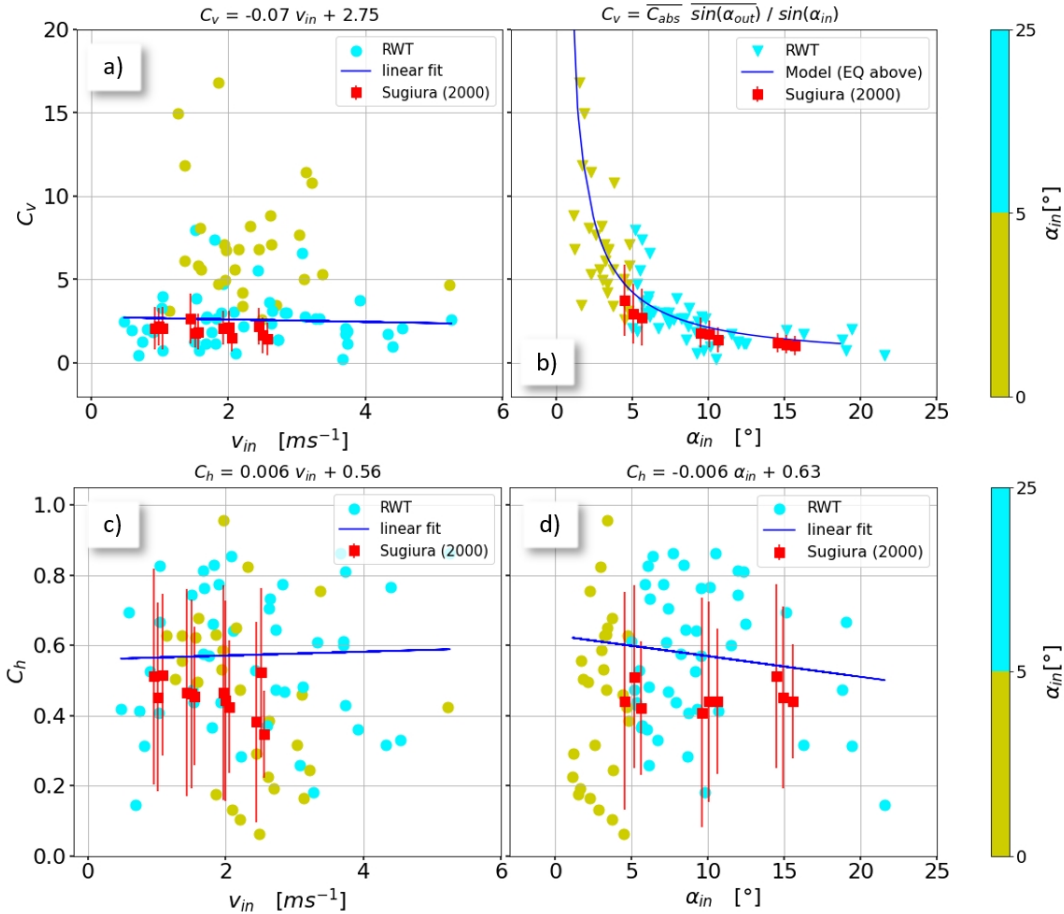 C_v = -0.07 v_in + 2.75
C_v = C_abs sin(α_out) / sin(α_in)
a)
RWT
linear fit
Sugiura (2000)
20
15
10
5
0
C_v
0 2 4 6
v_in [ms⁻¹]
b)
RWT
Model (EQ above)
Sugiura (2000)
0 5 10 15 20 25
α_in [°]
25
5
0
α_in[°]
C_h = 0.006 v_in + 0.56
C_h = -0.006 α_in + 0.63
c)
RWT
linear fit
Sugiura (2000)
1.0
0.8
0.6
0.4
0.2
0.0
C_h
0 2 4 6
v_in [ms⁻¹]
d)
RWT
linear fit
Sugiura (2000)
0 5 10 15 20 25
α_in [°]
25
5
0
α_in[°]